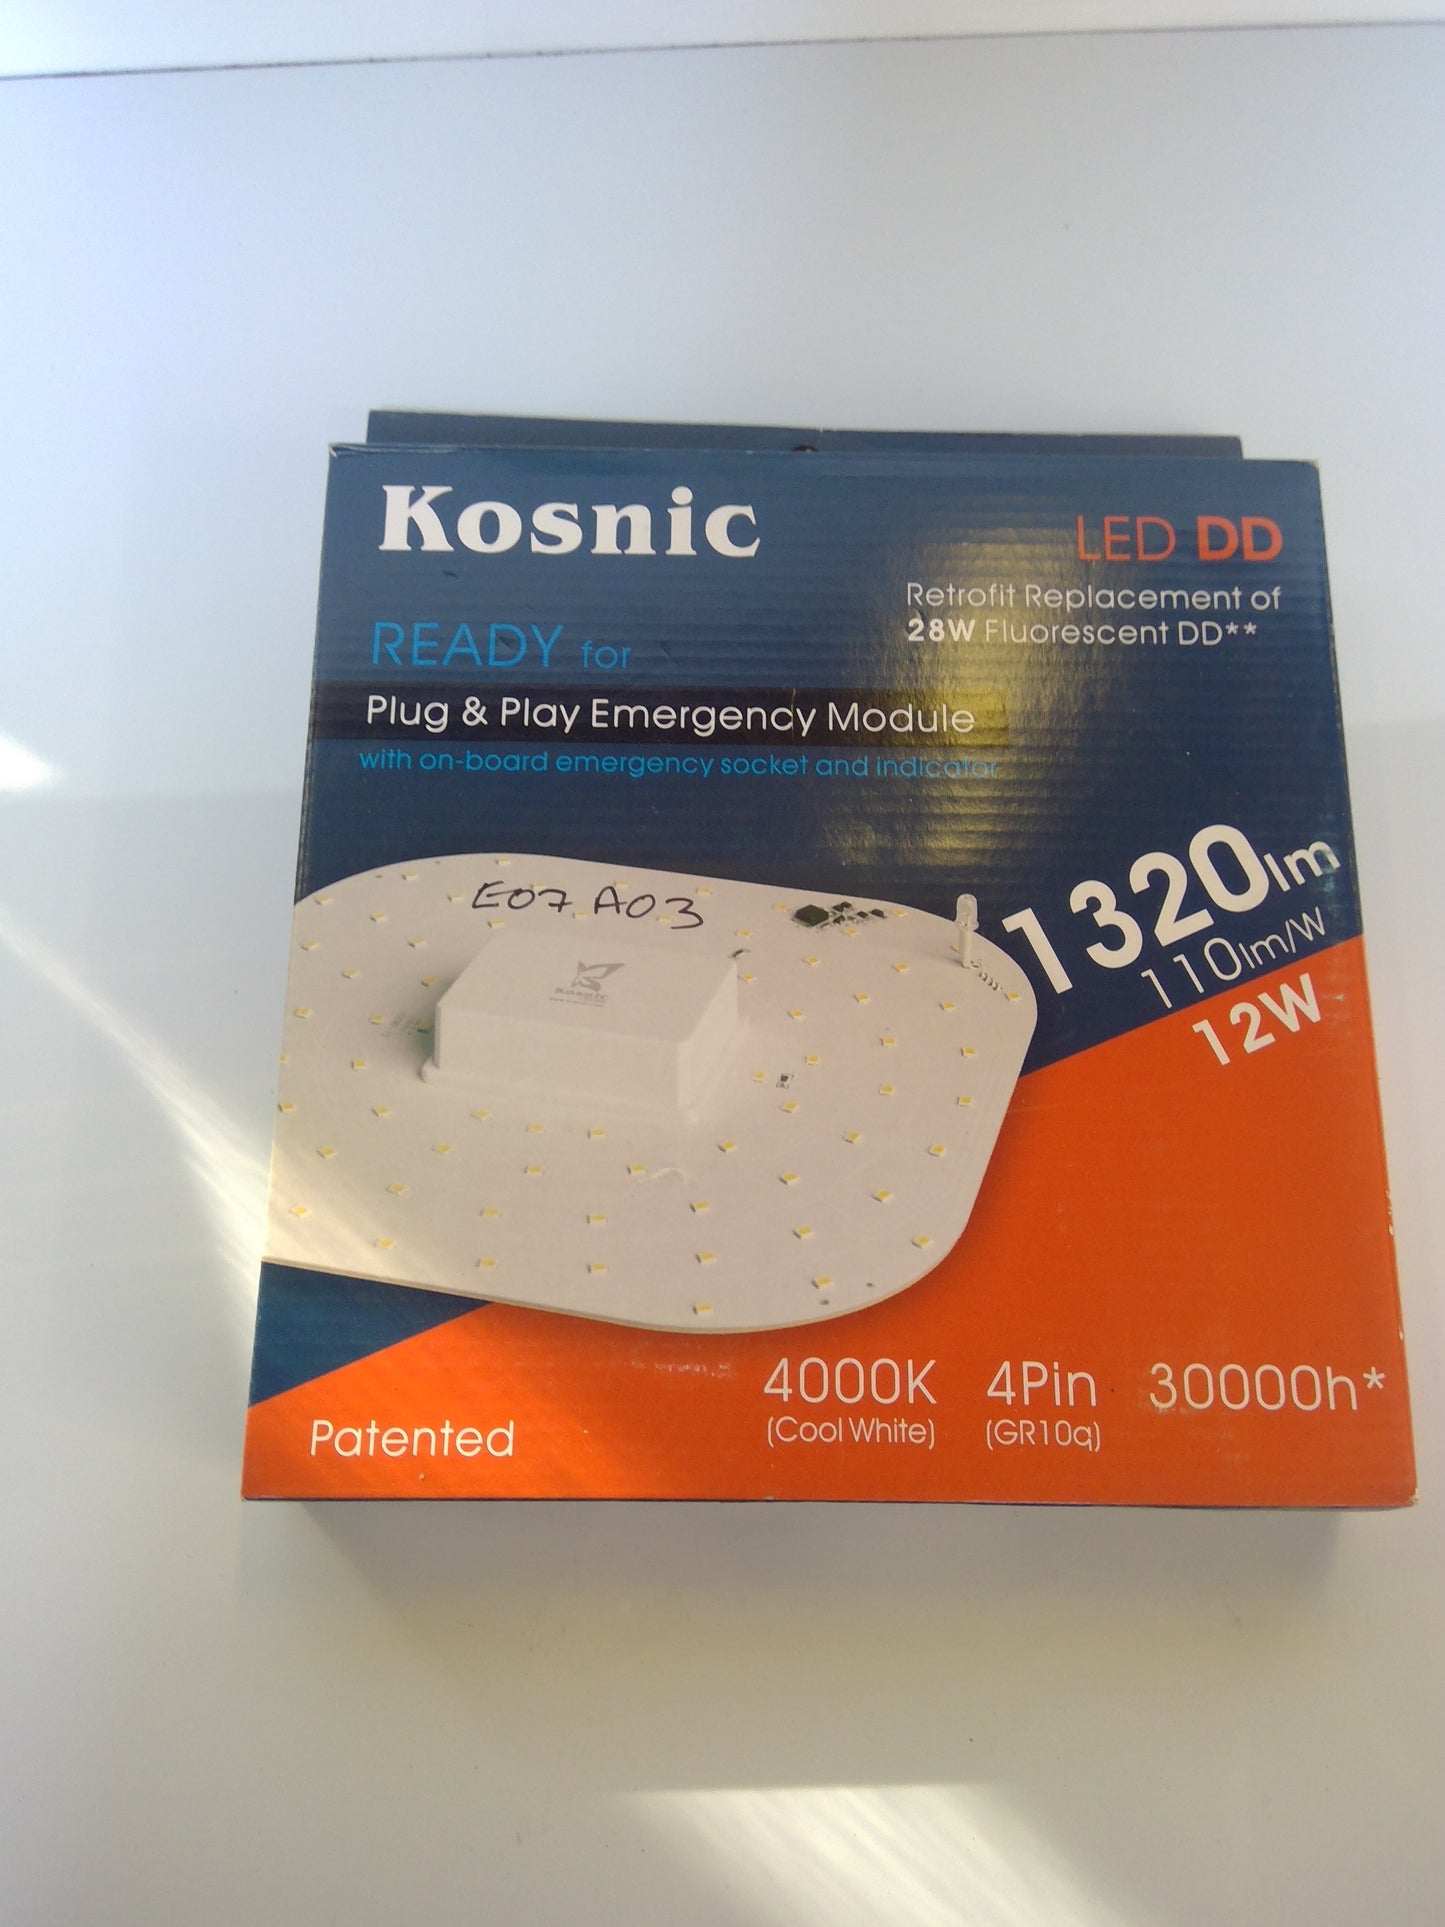 Kosnic
LED DD
Retrofit Replacement of
28W Fluorescent DD**
READY for
Plug & Play Emergency Module
with on-board emergency socket and indicator
1320lm
110lm/W
12W
E07 A03
Kosnic
4000K
(Cool White)
4Pin
(GR10q)
30000h*
Patented